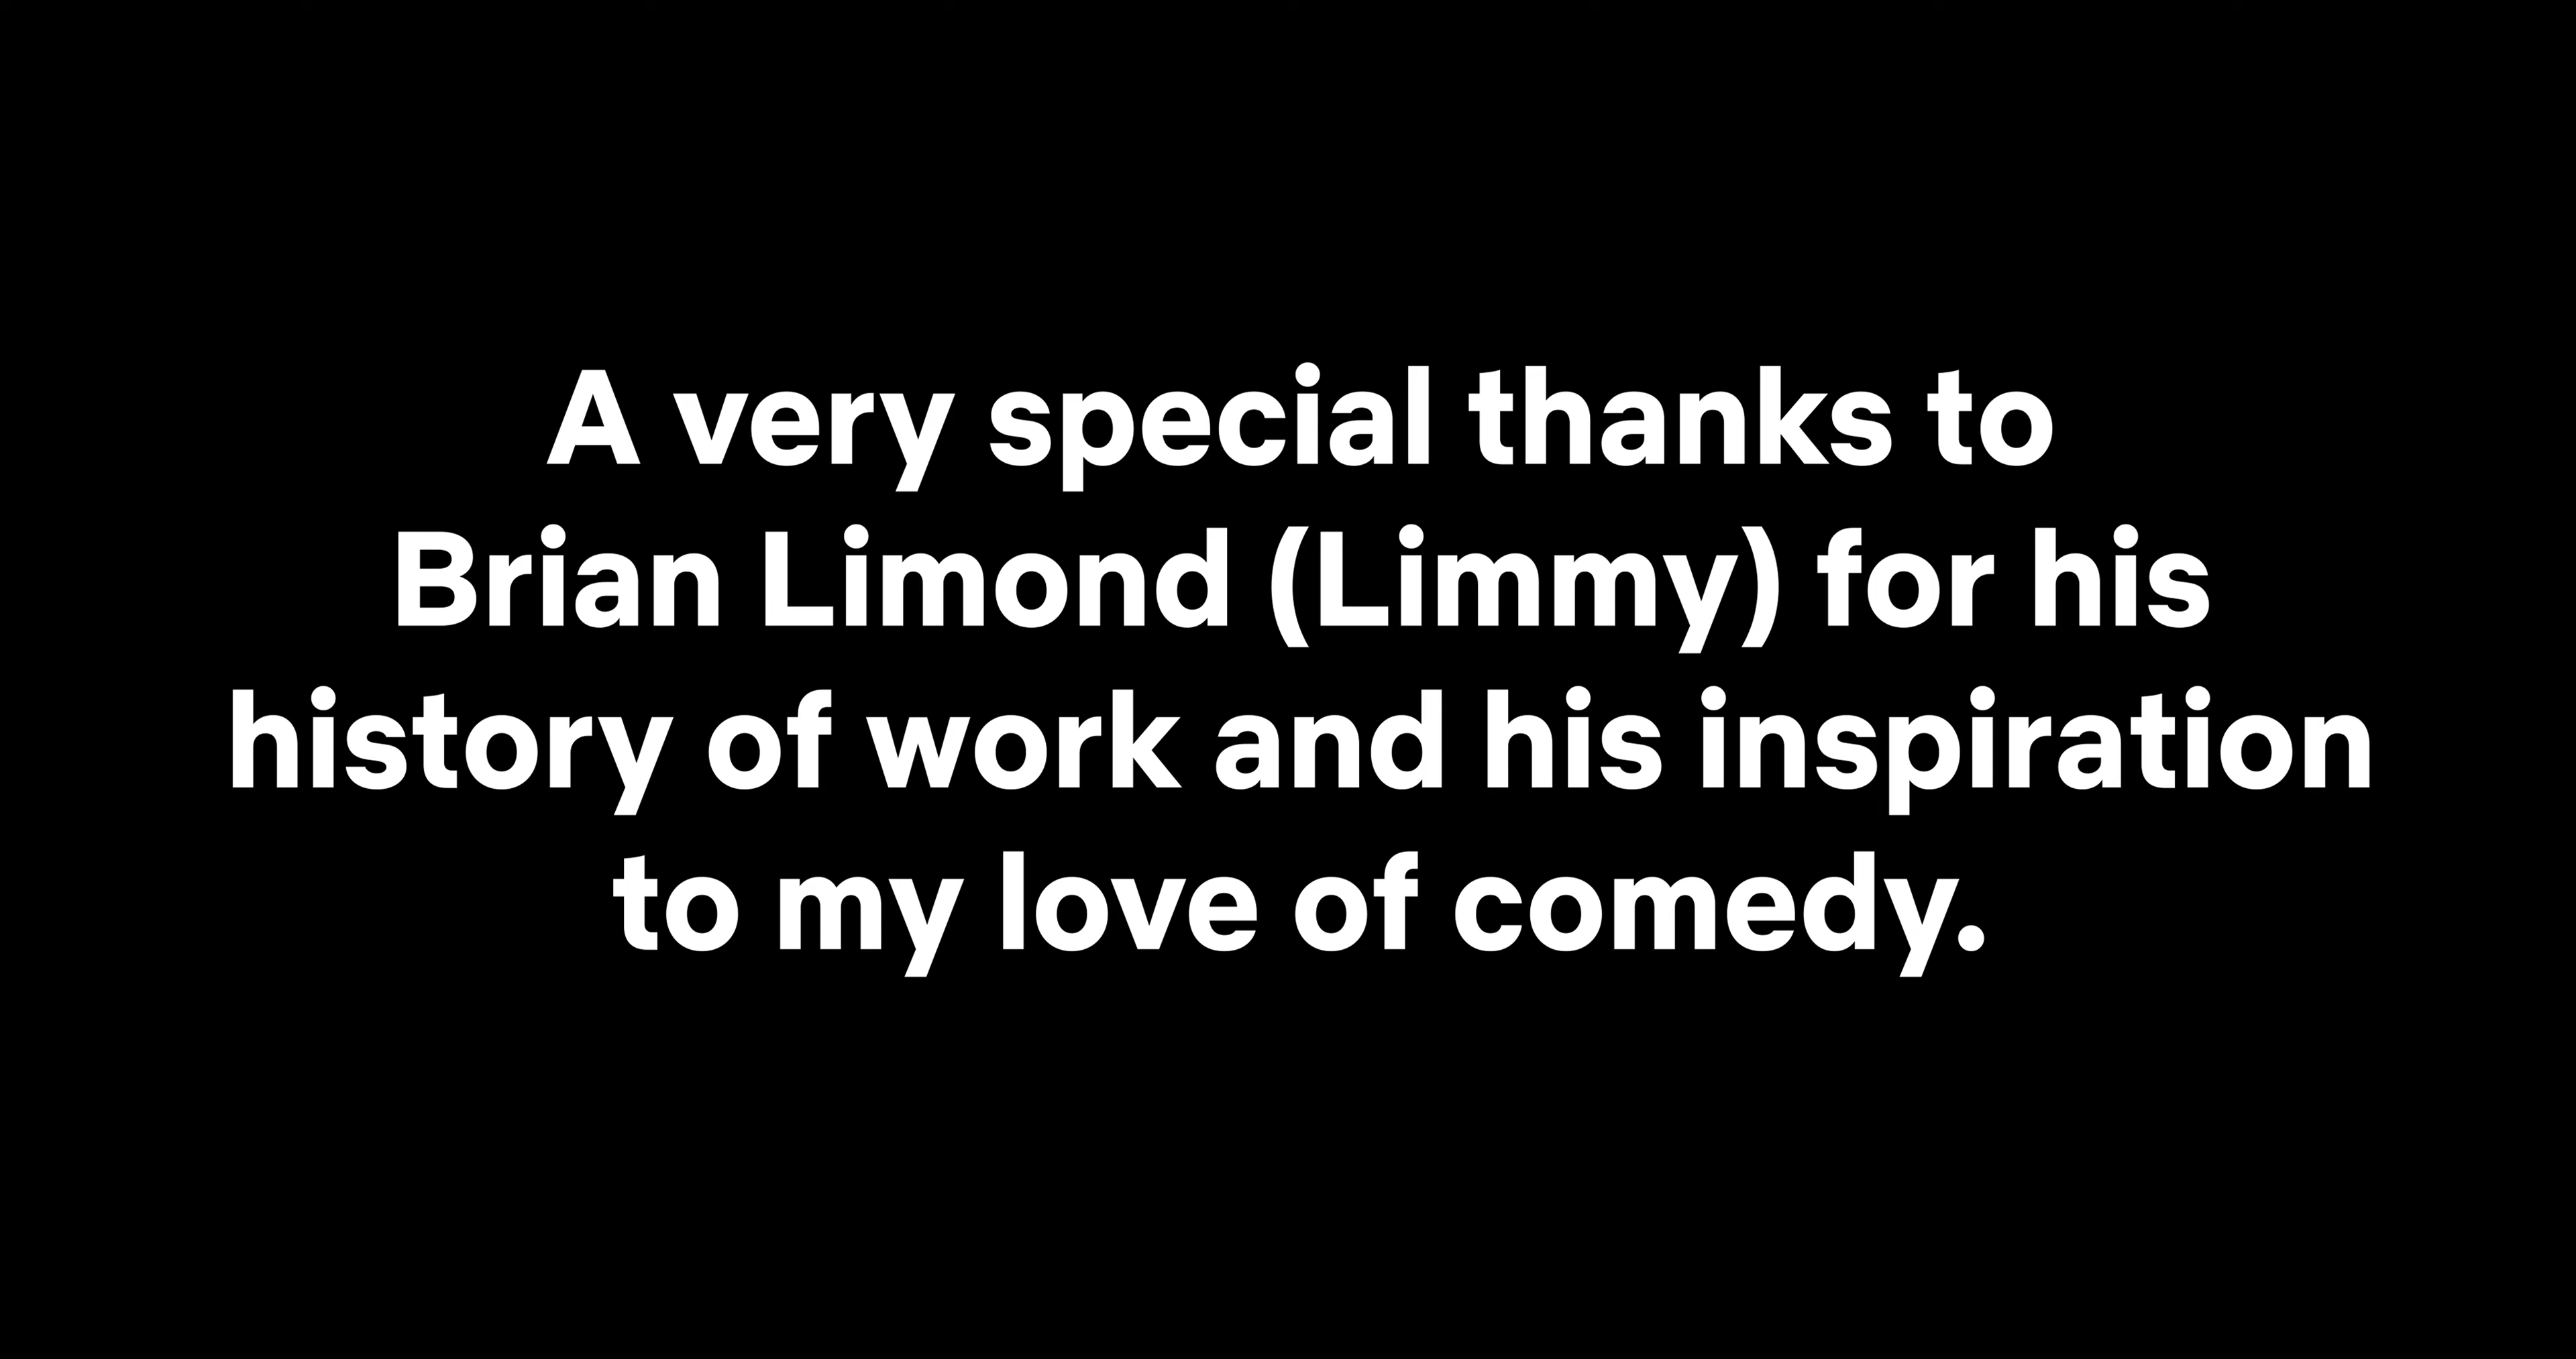 A very special thanks to
Brian Limond (Limmy) for his
history of work and his inspiration
to my love of comedy.